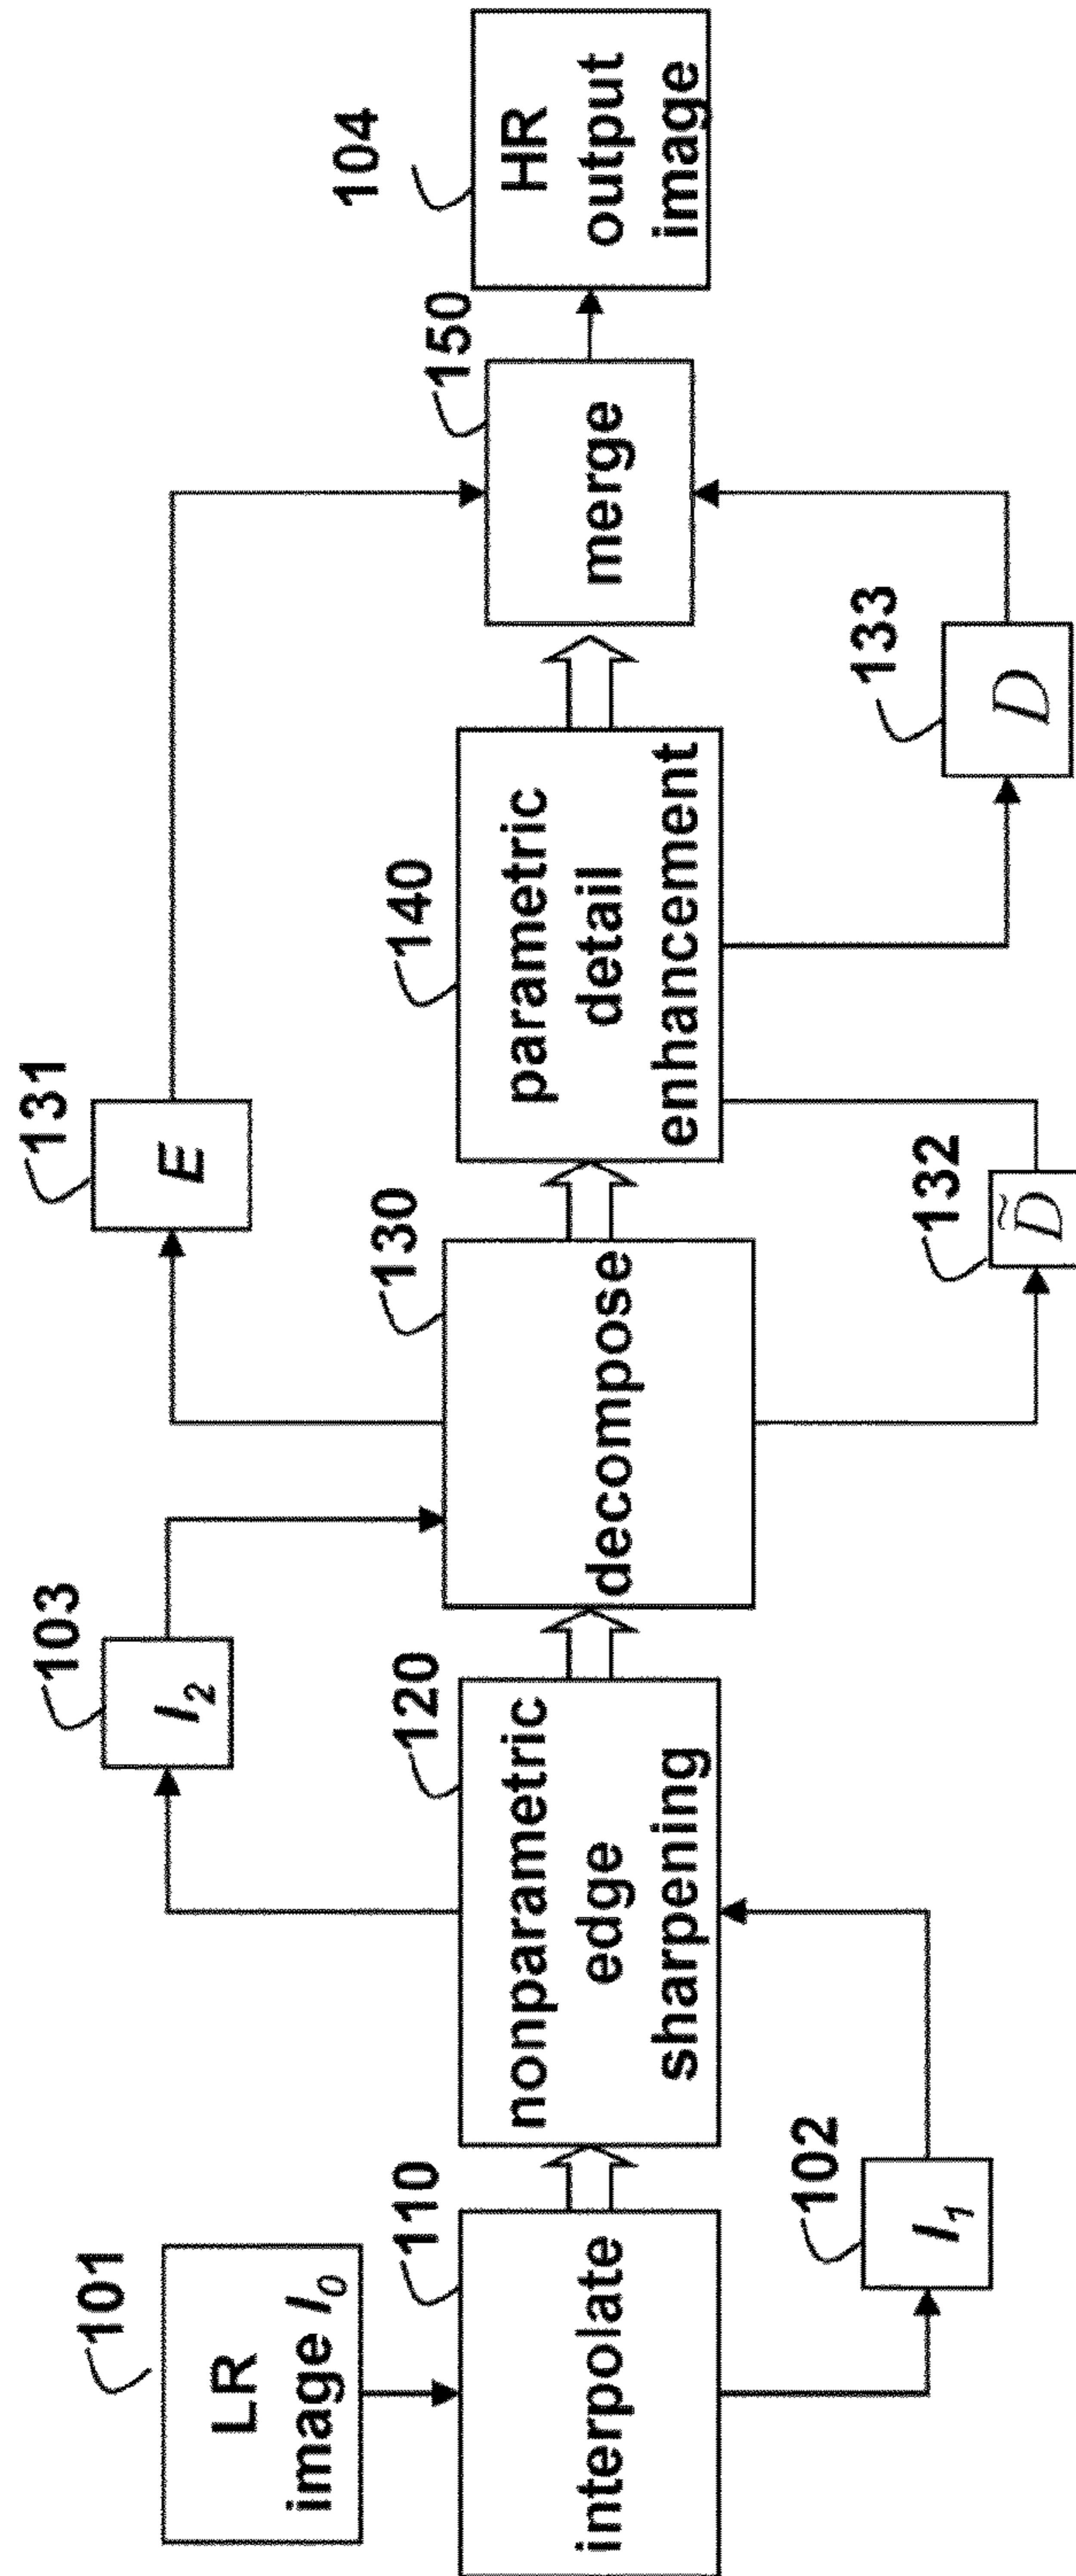 101
LR
image I₀
110
interpolate
102
I₁
120
nonparametric
edge
sharpening
103
I₂
130
decompose
131
E
132
D̃
140
parametric
detail
enhancement
133
D
150
merge
104
HR
output
image